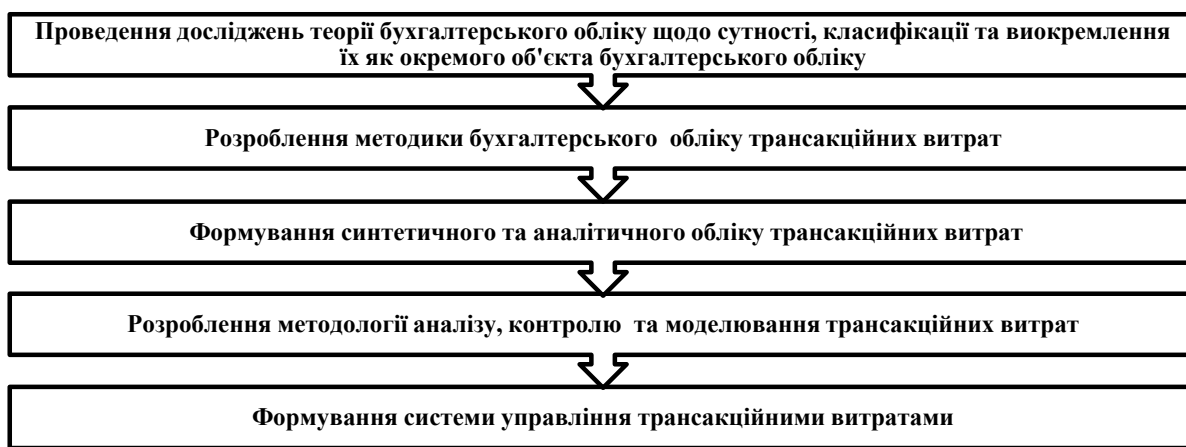 Проведення досліджень теорії бухгалтерського обліку щодо сутності, класифікації та виокремлення
їх як окремого об'єкта бухгалтерського обліку
Розроблення методики бухгалтерського обліку трансакційних витрат
Формування синтетичного та аналітичного обліку трансакційних витрат
Розроблення методології аналізу, контролю та моделювання трансакційних витрат
Формування системи управління трансакційними витратами